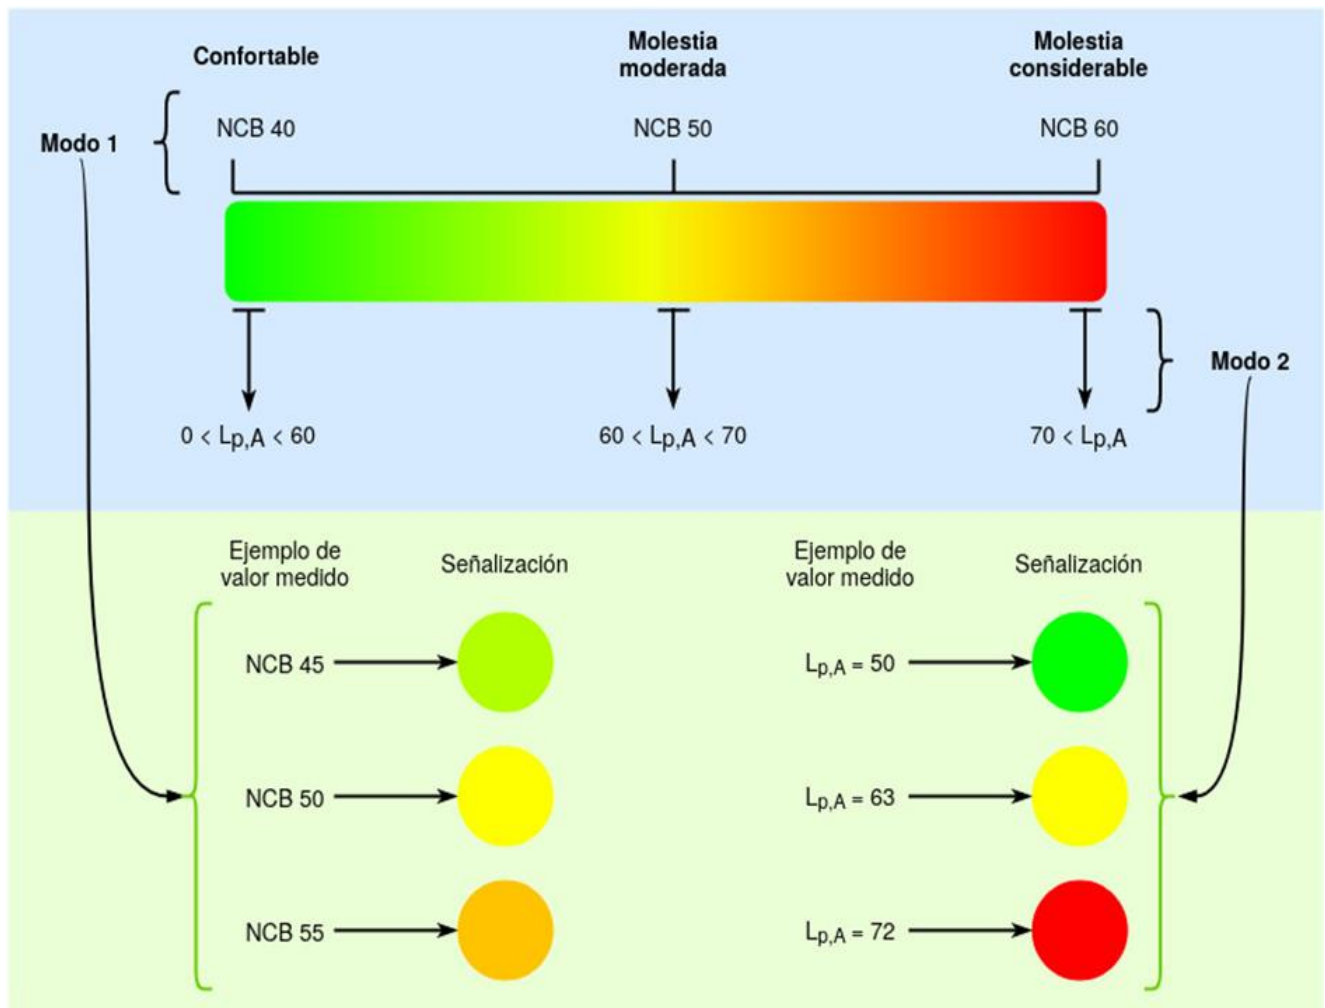 Confortable
Molestia
moderada
Molestia
considerable
Modo 1
NCB 40
NCB 50
NCB 60
Modo 2
0 < Lp,A < 60
60 < Lp,A < 70
70 < Lp,A
Ejemplo de
valor medido
Señalización
Ejemplo de
valor medido
Señalización
NCB 45
Lp,A = 50
NCB 50
Lp,A = 63
NCB 55
Lp,A = 72